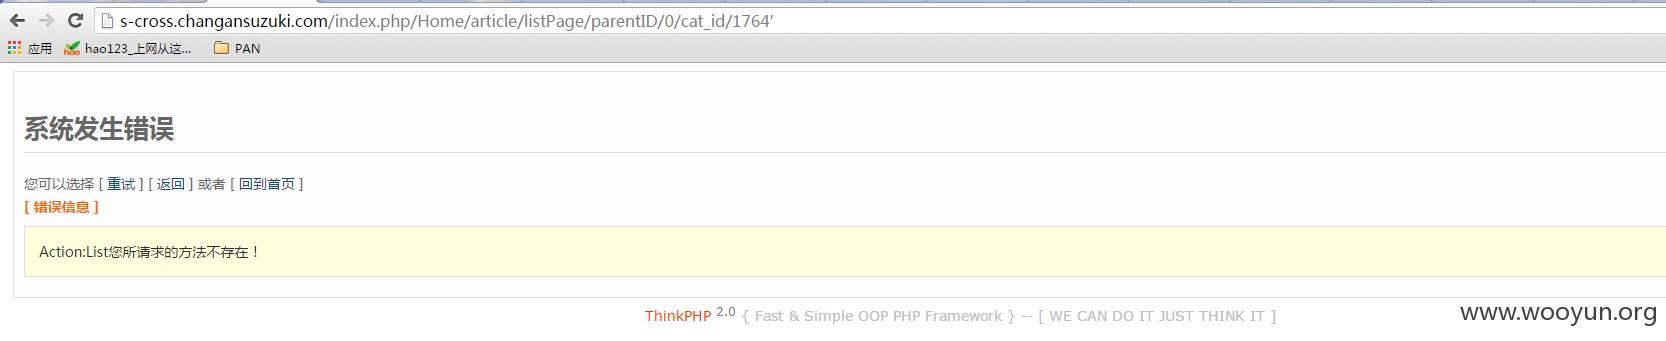 s-cross.changansuzuki.com/index.php/Home/article/listPage/parentID/0/cat_id/1764'
应用 hao123_上网从这... PAN
系统发生错误
您可以选择 [ 重试 ] [ 返回 ] 或者 [ 回到首页 ]
[ 错误信息 ]
Action:List您所请求的方法不存在！
ThinkPHP 2.0 { Fast & Simple OOP PHP Framework } -- [ WE CAN DO IT JUST THINK IT ]
www.wooyun.org